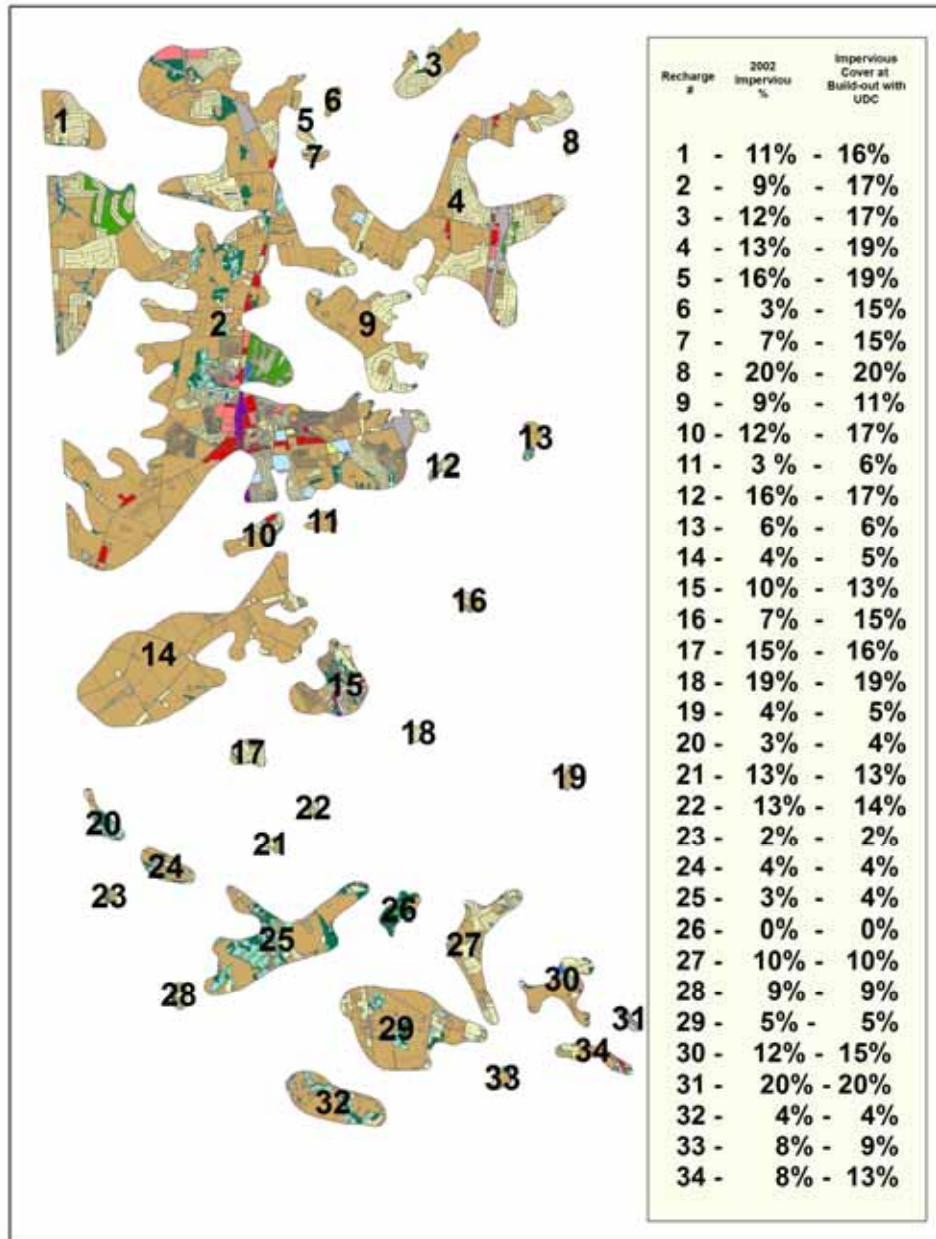 3
6
5
7
1
8
4
2
9
13
12
11
10
16
14
15
18
17
19
22
20
21
24
23
26
25
27
30
28
31
29
34
33
32
Recharge
#
2002
Imperviou
%
Impervious
Cover at
Build-out with
UDC
1 - 11% - 16%
2 - 9% - 17%
3 - 12% - 17%
4 - 13% - 19%
5 - 16% - 19%
6 - 3% - 15%
7 - 7% - 15%
8 - 20% - 20%
9 - 9% - 11%
10 - 12% - 17%
11 - 3 % - 6%
12 - 16% - 17%
13 - 6% - 6%
14 - 4% - 5%
15 - 10% - 13%
16 - 7% - 15%
17 - 15% - 16%
18 - 19% - 19%
19 - 4% - 5%
20 - 3% - 4%
21 - 13% - 13%
22 - 13% - 14%
23 - 2% - 2%
24 - 4% - 4%
25 - 3% - 4%
26 - 0% - 0%
27 - 10% - 10%
28 - 9% - 9%
29 - 5% - 5%
30 - 12% - 15%
31 - 20% - 20%
32 - 4% - 4%
33 - 8% - 9%
34 - 8% - 13%